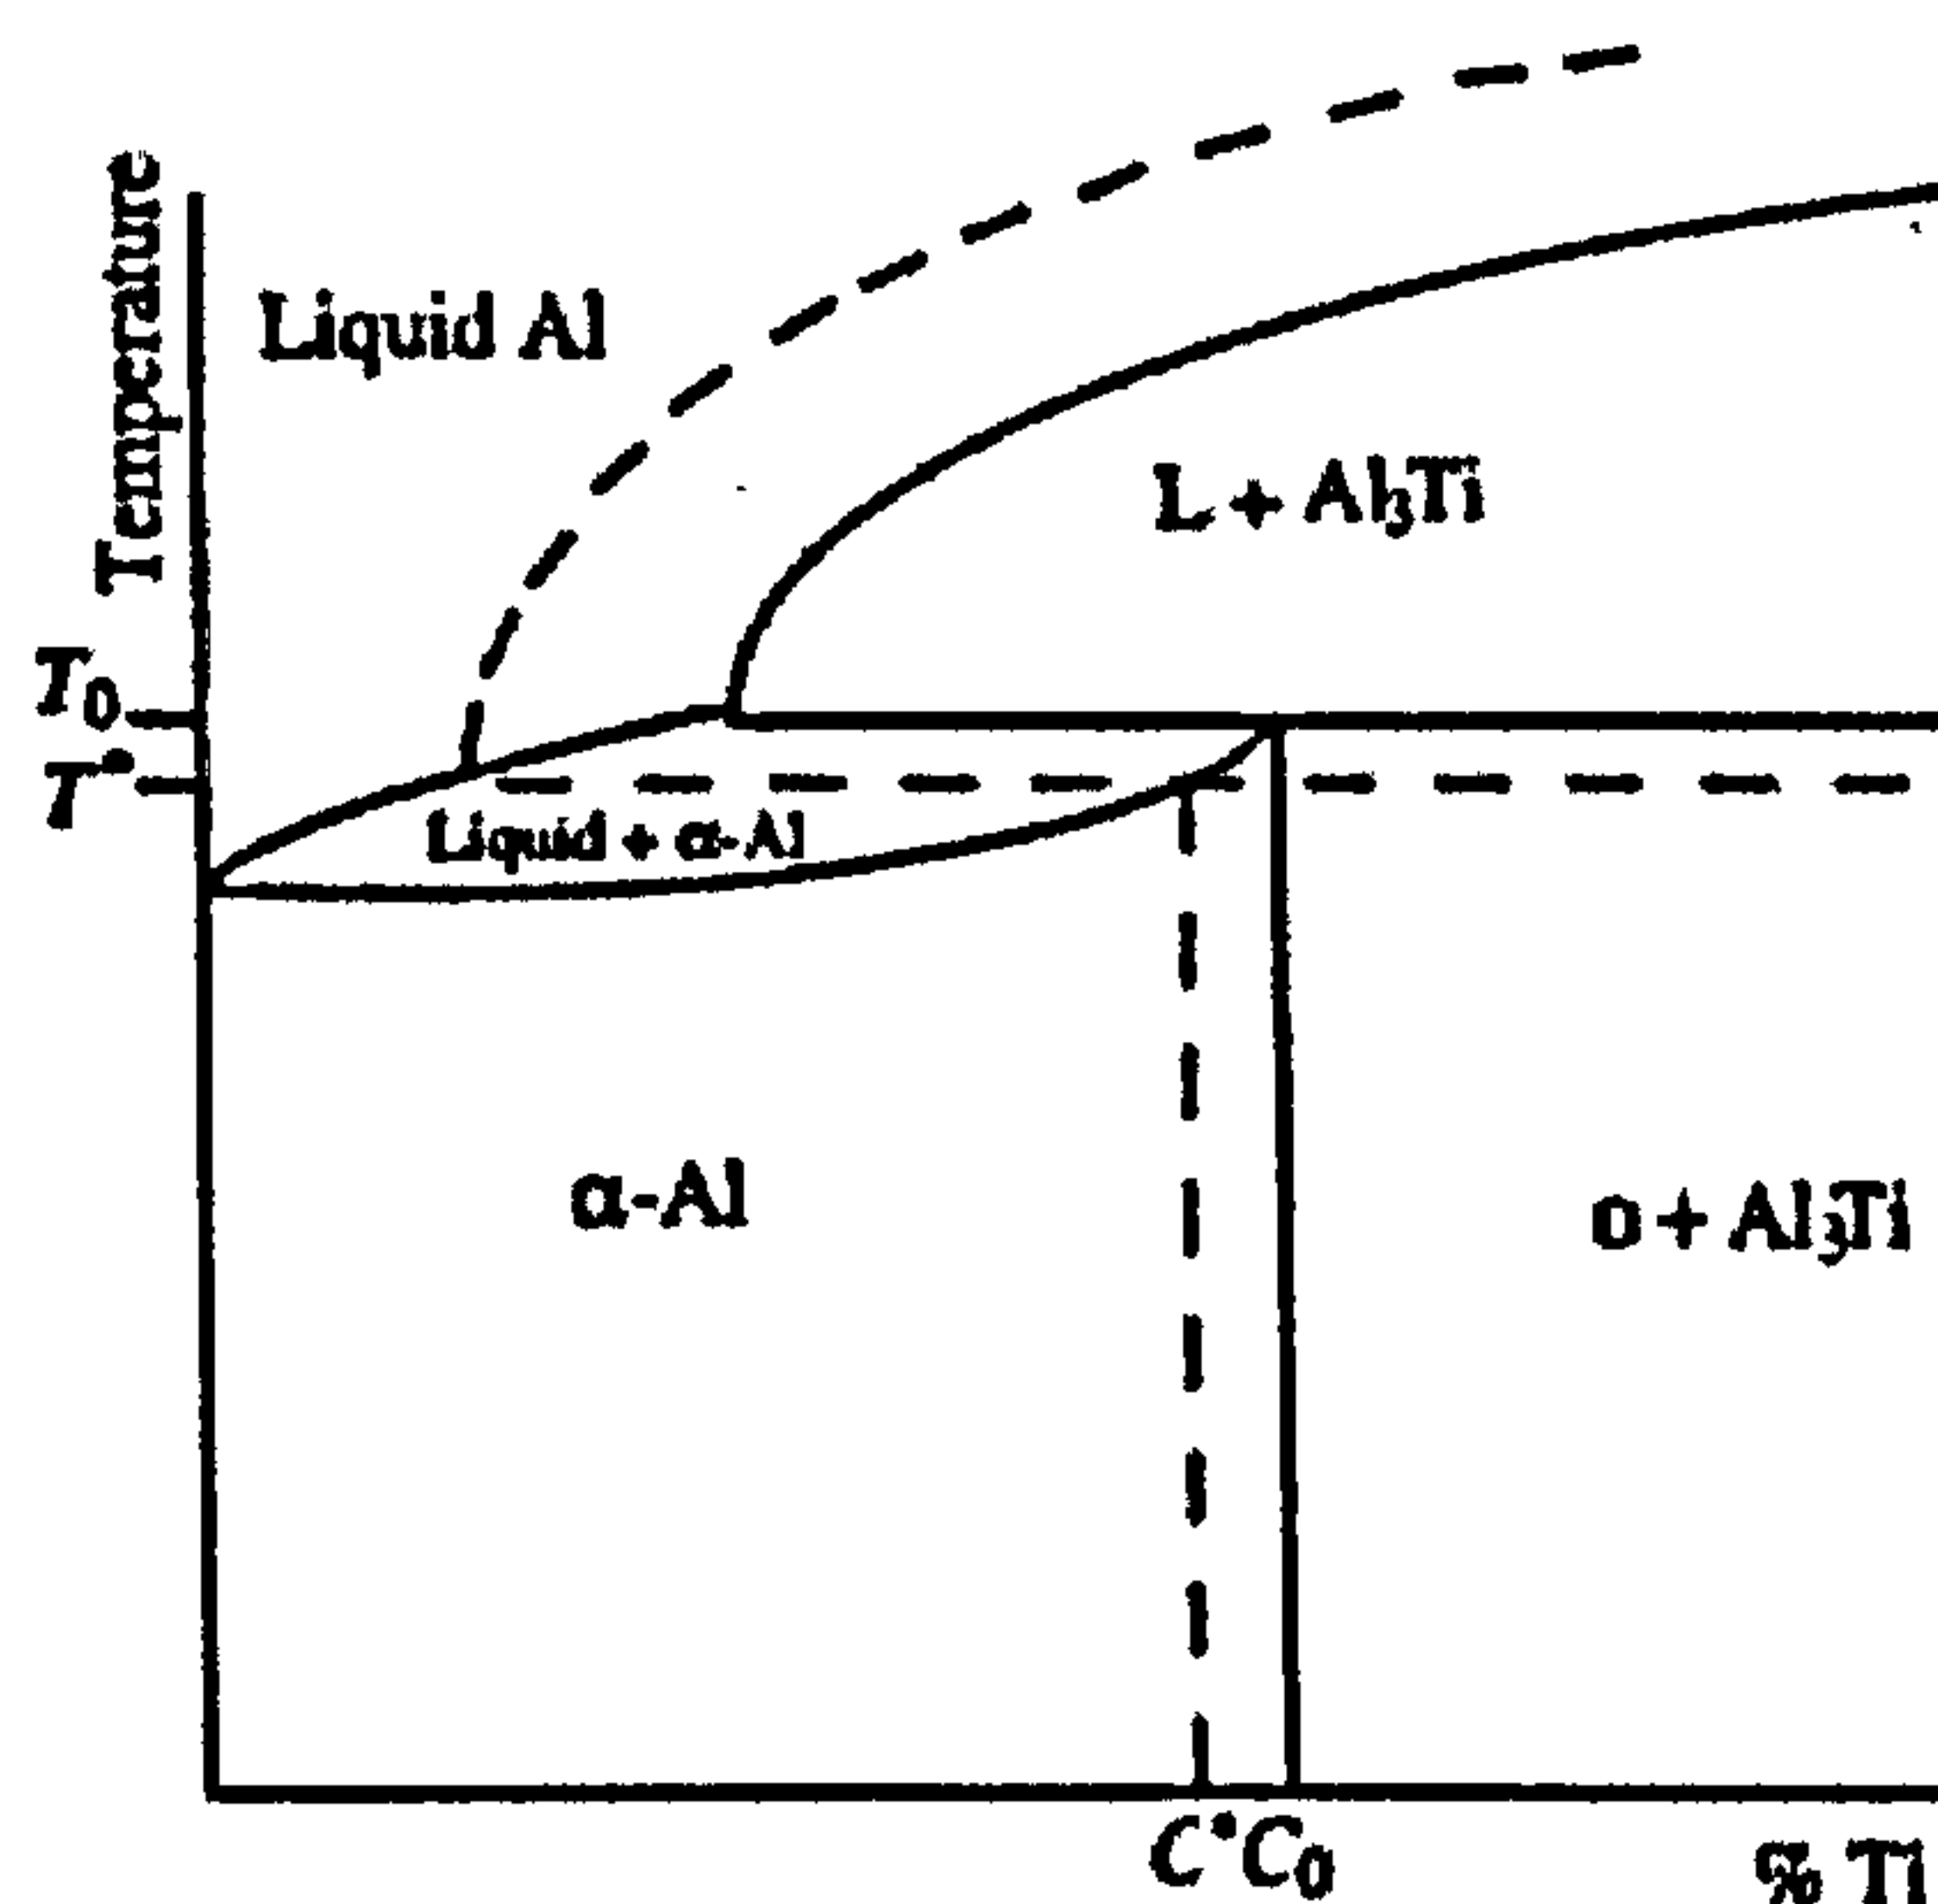 Temperature
Liquid Al
L + Al₃Ti
T₀
T•
Liquid + α-Al
α-Al
α + Al₃Ti
C• C₀
% Ti